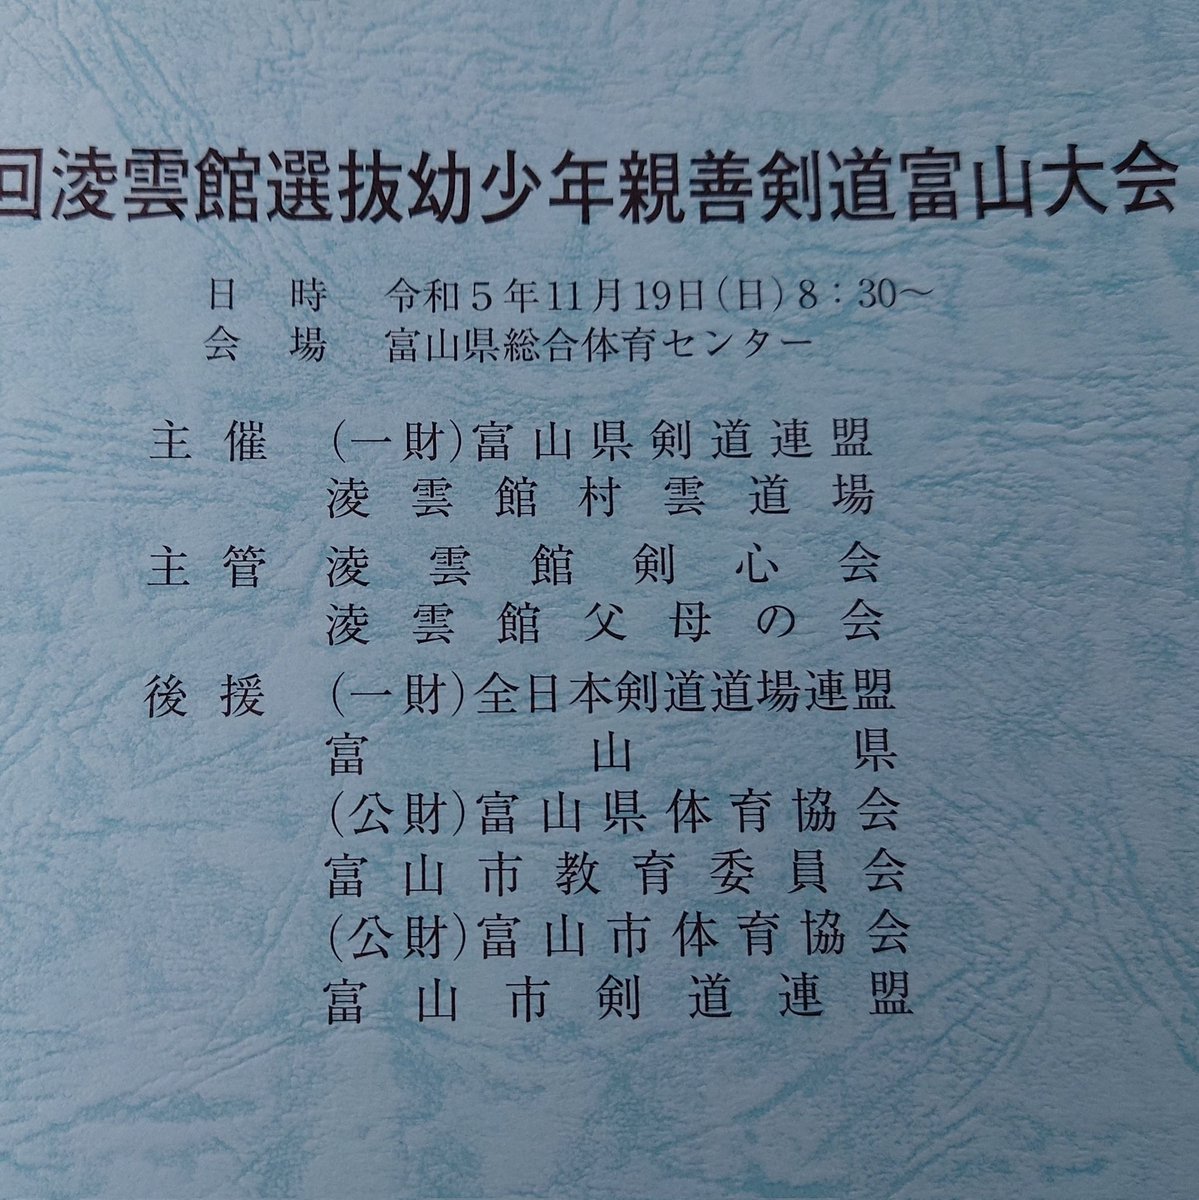 回淩雲館選抜幼少年親善剣道富山大会
日時 令和5年11月19日(日)8:30～
会場 富山県総合体育センター
主催 (一財)富山県剣道連盟
淩雲館村雲道場
主管 淩雲館剣心会
淩雲館父母の会
後援 (一財)全日本剣道道場連盟
富山県
(公財)富山県体育協会
富山市教育委員会
(公財)富山市体育協会
富山市剣道連盟